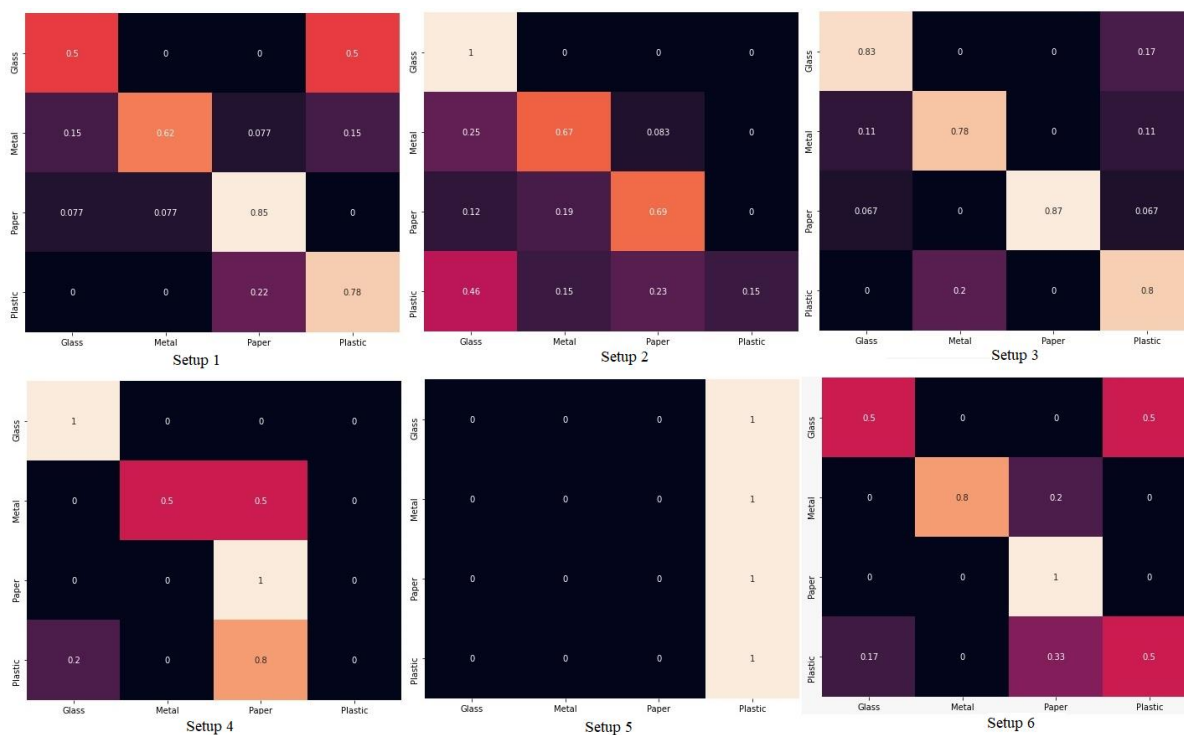 Glass 0.5 0 0 0.5
Metal 0.15 0.62 0.077 0.15
Paper 0.077 0.077 0.85 0
Plastic 0 0 0.22 0.78
Glass Metal Paper Plastic
Setup 1
Glass 1 0 0 0
Metal 0.25 0.67 0.083 0
Paper 0.12 0.19 0.69 0
Plastic 0.46 0.15 0.23 0.15
Glass Metal Paper Plastic
Setup 2
Glass 0.83 0 0 0.17
Metal 0.11 0.78 0 0.11
Paper 0.067 0 0.87 0.067
Plastic 0 0.2 0 0.8
Glass Metal Paper Plastic
Setup 3
Glass 1 0 0 0
Metal 0 0.5 0.5 0
Paper 0 0 1 0
Plastic 0.2 0 0.8 0
Glass Metal Paper Plastic
Setup 4
Glass 0 0 0 1
Metal 0 0 0 1
Paper 0 0 0 1
Plastic 0 0 0 1
Glass Metal Paper Plastic
Setup 5
Glass 0.5 0 0 0.5
Metal 0 0.8 0.2 0
Paper 0 0 1 0
Plastic 0.17 0 0.33 0.5
Glass Metal Paper Plastic
Setup 6